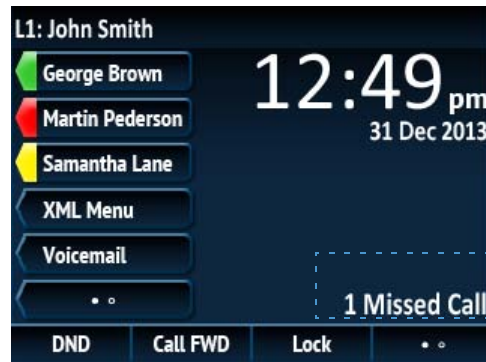 L1: John Smith
George Brown
12:49 pm
Martin Pederson
31 Dec 2013
Samantha Lane
XML Menu
Voicemail
1 Missed Call
DND Call FWD Lock